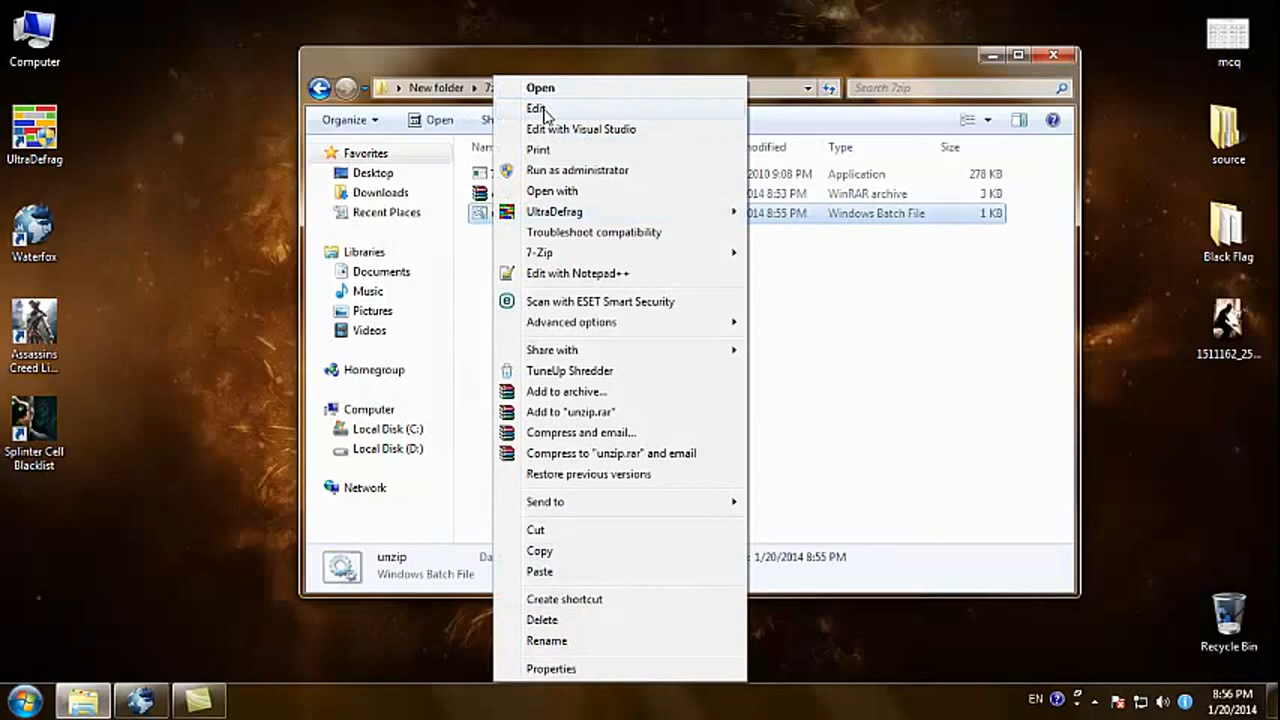 Computer
UltraDefrag
Waterfox
Assassins
Creed Li...
Splinter Cell
Blacklist
New folder
Search 7zip
Organize
Open
Favorites
Desktop
Downloads
Recent Places
Libraries
Documents
Music
Pictures
Videos
Homegroup
Computer
Local Disk (C:)
Local Disk (D:)
Network
Type
Size
2010 9:08 PM
Application
278 KB
2014 8:53 PM
WinRAR archive
3 KB
2014 8:55 PM
Windows Batch File
1 KB
Open
Edit
Edit with Visual Studio
Print
Run as administrator
Open with
UltraDefrag
Troubleshoot compatibility
7-Zip
Edit with Notepad++
Scan with ESET Smart Security
Advanced options
Share with
TuneUp Shredder
Add to archive...
Add to "unzip.rar"
Compress and email...
Compress to "unzip.rar" and email
Restore previous versions
Send to
Cut
Copy
Paste
Create shortcut
Delete
Rename
Properties
unzip
Windows Batch File
1/20/2014 8:55 PM
mcq
source
Black Flag
1511162_25...
Recycle Bin
EN
8:56 PM
1/20/2014